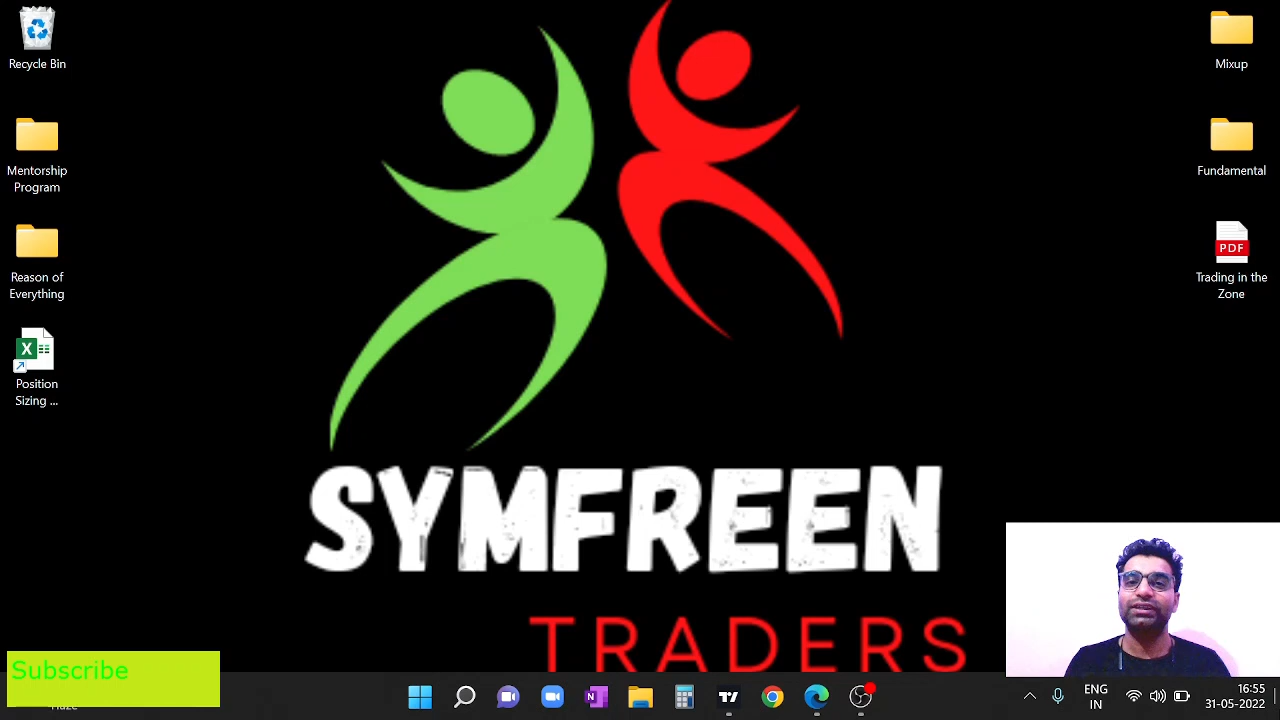 Recycle Bin
Mentorship
Program
Reason of
Everything
Position
Sizing ...
Mixup
Fundamental
PDF
Trading in the
Zone
SYMFREEN
TRADERS
Subscribe
ENG
IN
16:55
31-05-2022